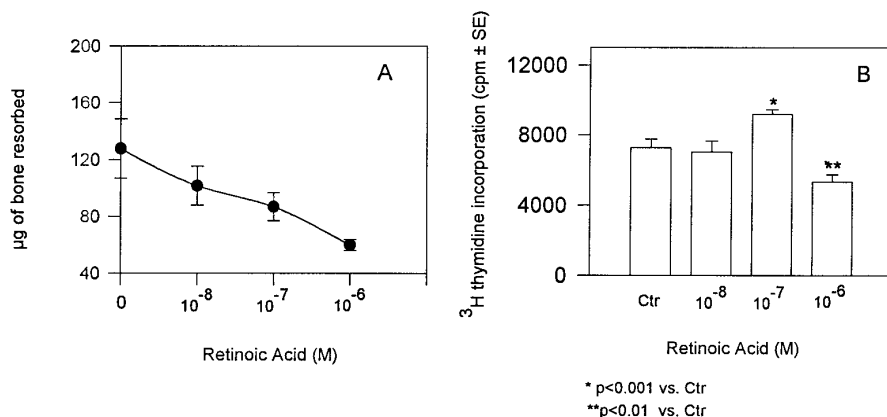 A
µg of bone resorbed
200
160
120
80
40
0
10-8
10-7
10-6
Retinoic Acid (M)
B
3H thymidine incorporation (cpm ± SE)
12000
8000
4000
0
*
**
Ctr
10-8
10-7
10-6
Retinoic Acid (M)
* p<0.001 vs. Ctr
**p<0.01 vs. Ctr